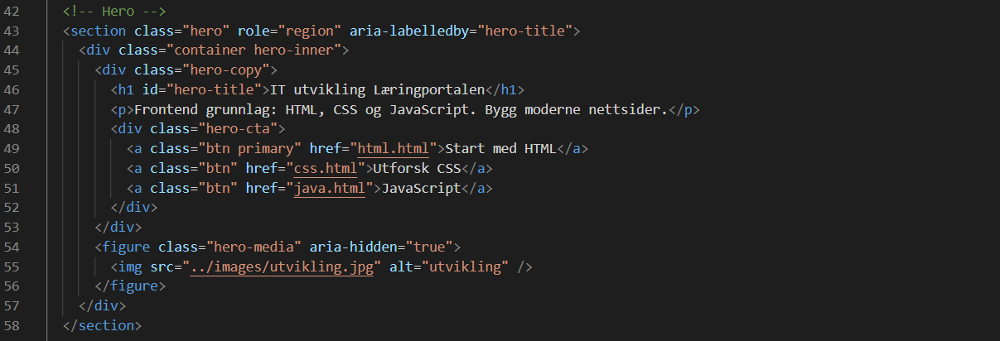 42 <!-- Hero -->
43 <section class="hero" role="region" aria-labelledby="hero-title">
44 <div class="container hero-inner">
45 <div class="hero-copy">
46 <h1 id="hero-title">IT utvikling Læringportalen</h1>
47 <p>Frontend grunnlag: HTML, CSS og JavaScript. Bygg moderne nettsider.</p>
48 <div class="hero-cta">
49 <a class="btn primary" href="html.html">Start med HTML</a>
50 <a class="btn" href="css.html">Utforsk CSS</a>
51 <a class="btn" href="java.html">JavaScript</a>
52 </div>
53 </div>
54 <figure class="hero-media" aria-hidden="true">
55 <img src="../images/utvikling.jpg" alt="utvikling" />
56 </figure>
57 </div>
58 </section>